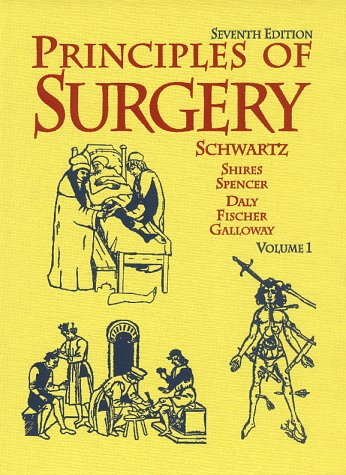 SEVENTH EDITION
PRINCIPLES OF
SURGERY
SCHWARTZ
SHIRES
SPENCER
DALY
FISCHER
GALLOWAY
VOLUME 1